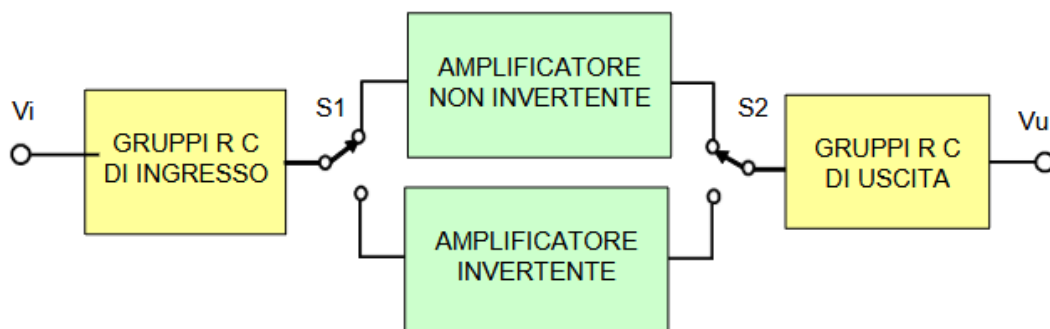 Vi
GRUPPI R C
DI INGRESSO
S1
AMPLIFICATORE
NON INVERTENTE
AMPLIFICATORE
INVERTENTE
S2
GRUPPI R C
DI USCITA
Vu